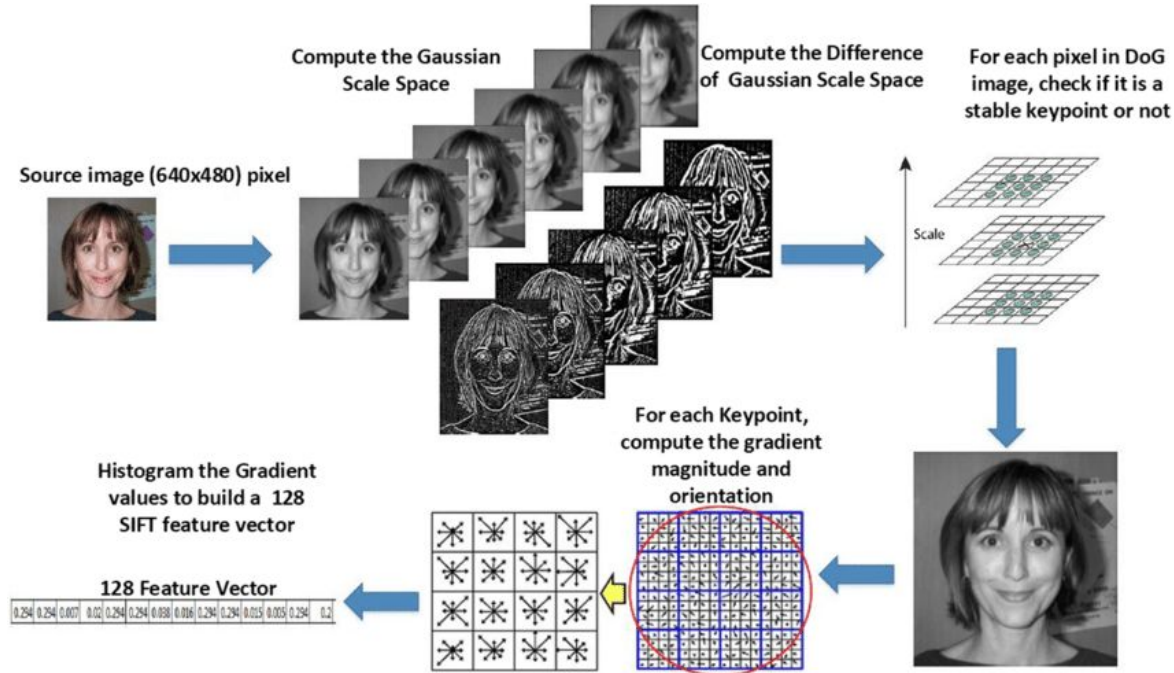 Compute the Gaussian
Scale Space
Compute the Difference
of Gaussian Scale Space
For each pixel in DoG
image, check if it is a
stable keypoint or not
Source image (640x480) pixel
Scale
For each Keypoint,
compute the gradient
magnitude and
orientation
Histogram the Gradient
values to build a 128
SIFT feature vector
128 Feature Vector
0.294 0.294 0.007 0.02 0.294 0.294 0.038 0.016 0.294 0.294 0.015 0.005 0.294 0.2